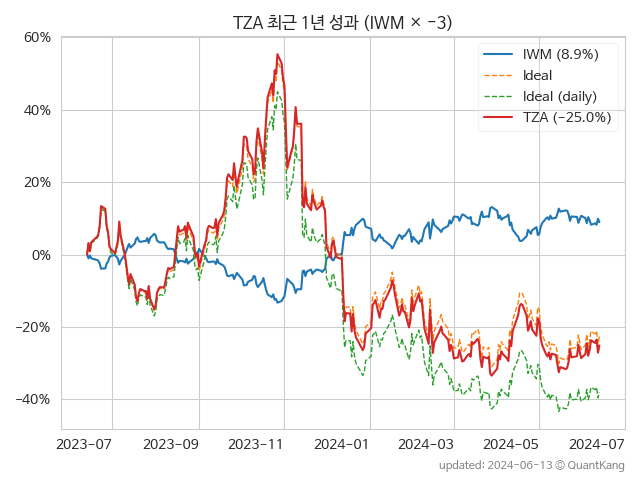 TZA 최근 1년 성과 (IWM × −3)
60%
40%
20%
0%
−20%
−40%
IWM (8.9%)
Ideal
Ideal (daily)
TZA (−25.0%)
2023-07
2023-09
2023-11
2024-01
2024-03
2024-05
2024-07
updated: 2024-06-13 © QuantKang